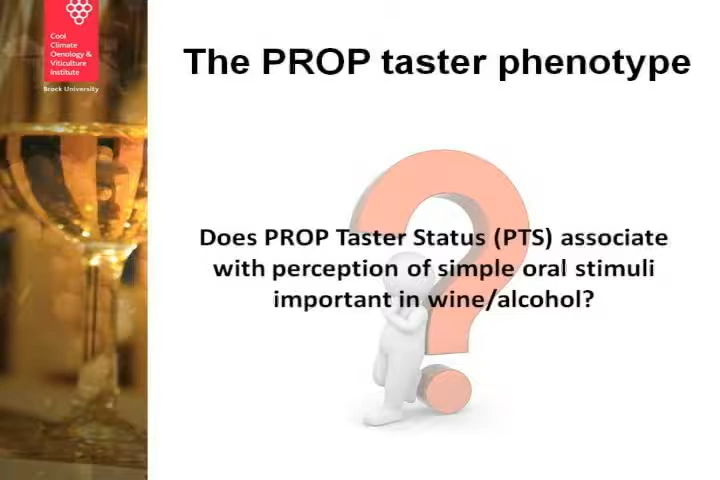 Cool
Climate
Oenology &
Viticulture
Institute
Brock University
The PROP taster phenotype
Does PROP Taster Status (PTS) associate
with perception of simple oral stimuli
important in wine/alcohol?